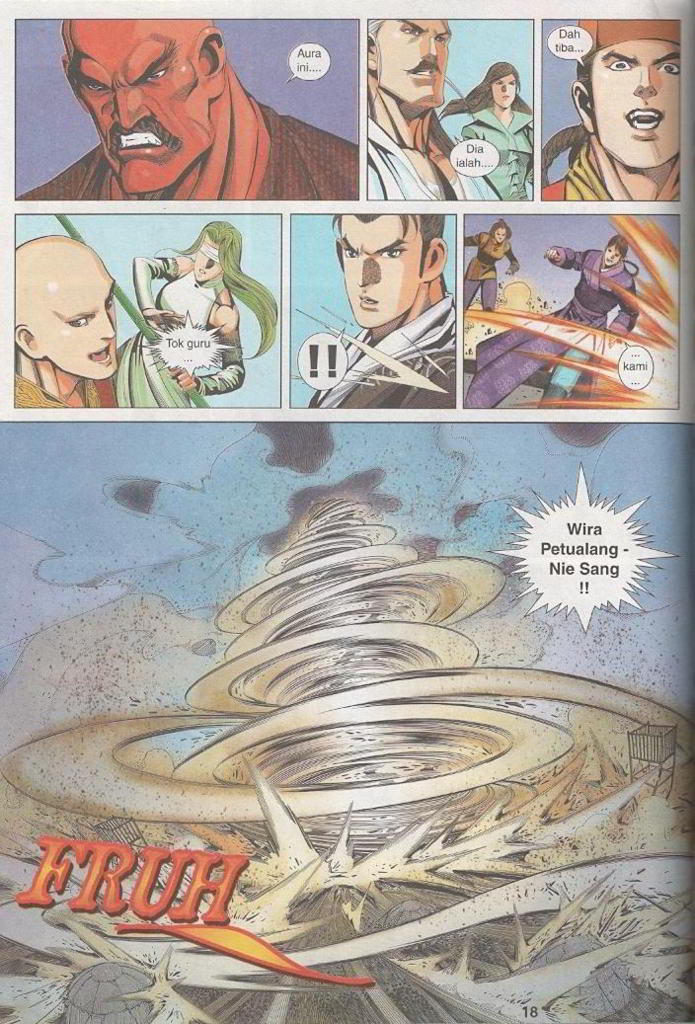 Aura
ini....
Dia
ialah....
Dah
tiba...
Tok guru
...
!!
...
kami
...
Wira
Petualang -
Nie Sang
!!
FRUH
18